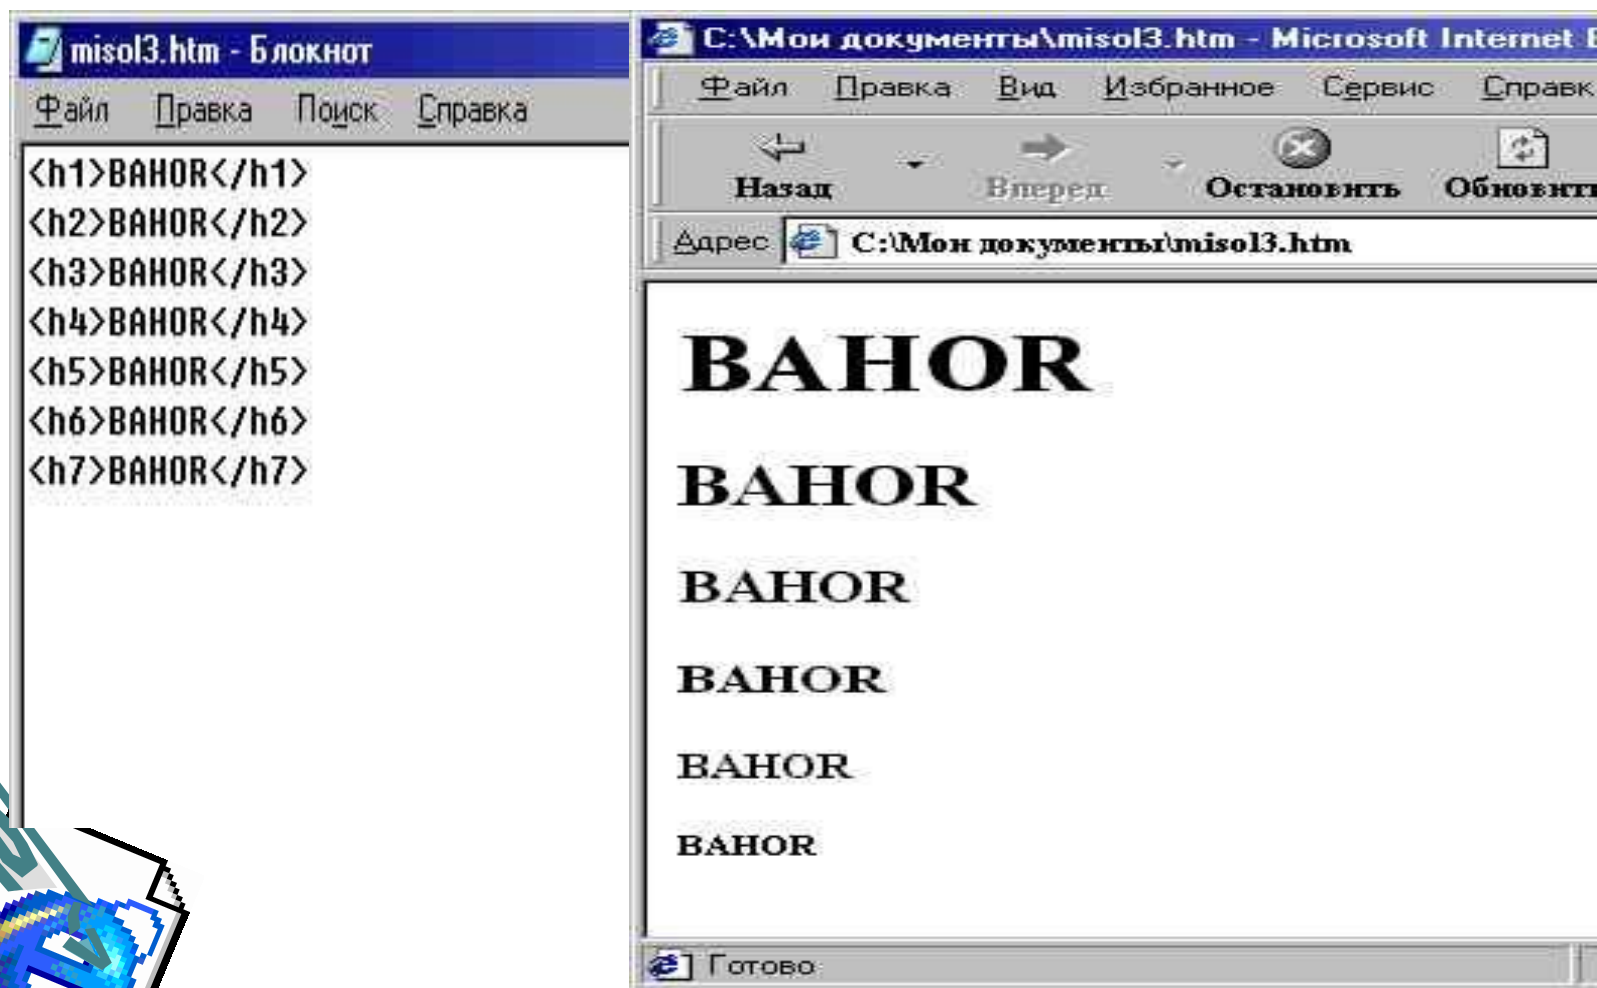 misol3.htm - Блокнот
Файл Правка Поиск Справка
<h1>BAHOR</h1>
<h2>BAHOR</h2>
<h3>BAHOR</h3>
<h4>BAHOR</h4>
<h5>BAHOR</h5>
<h6>BAHOR</h6>
<h7>BAHOR</h7>
C:\Мои документы\misol3.htm - Microsoft Internet
Файл Правка Вид Избранное Сервис Справк
Назад Вперед Остановить Обновить
Адрес C:\Мои документы\misol3.htm
BAHOR
BAHOR
BAHOR
BAHOR
BAHOR
BAHOR
Готово